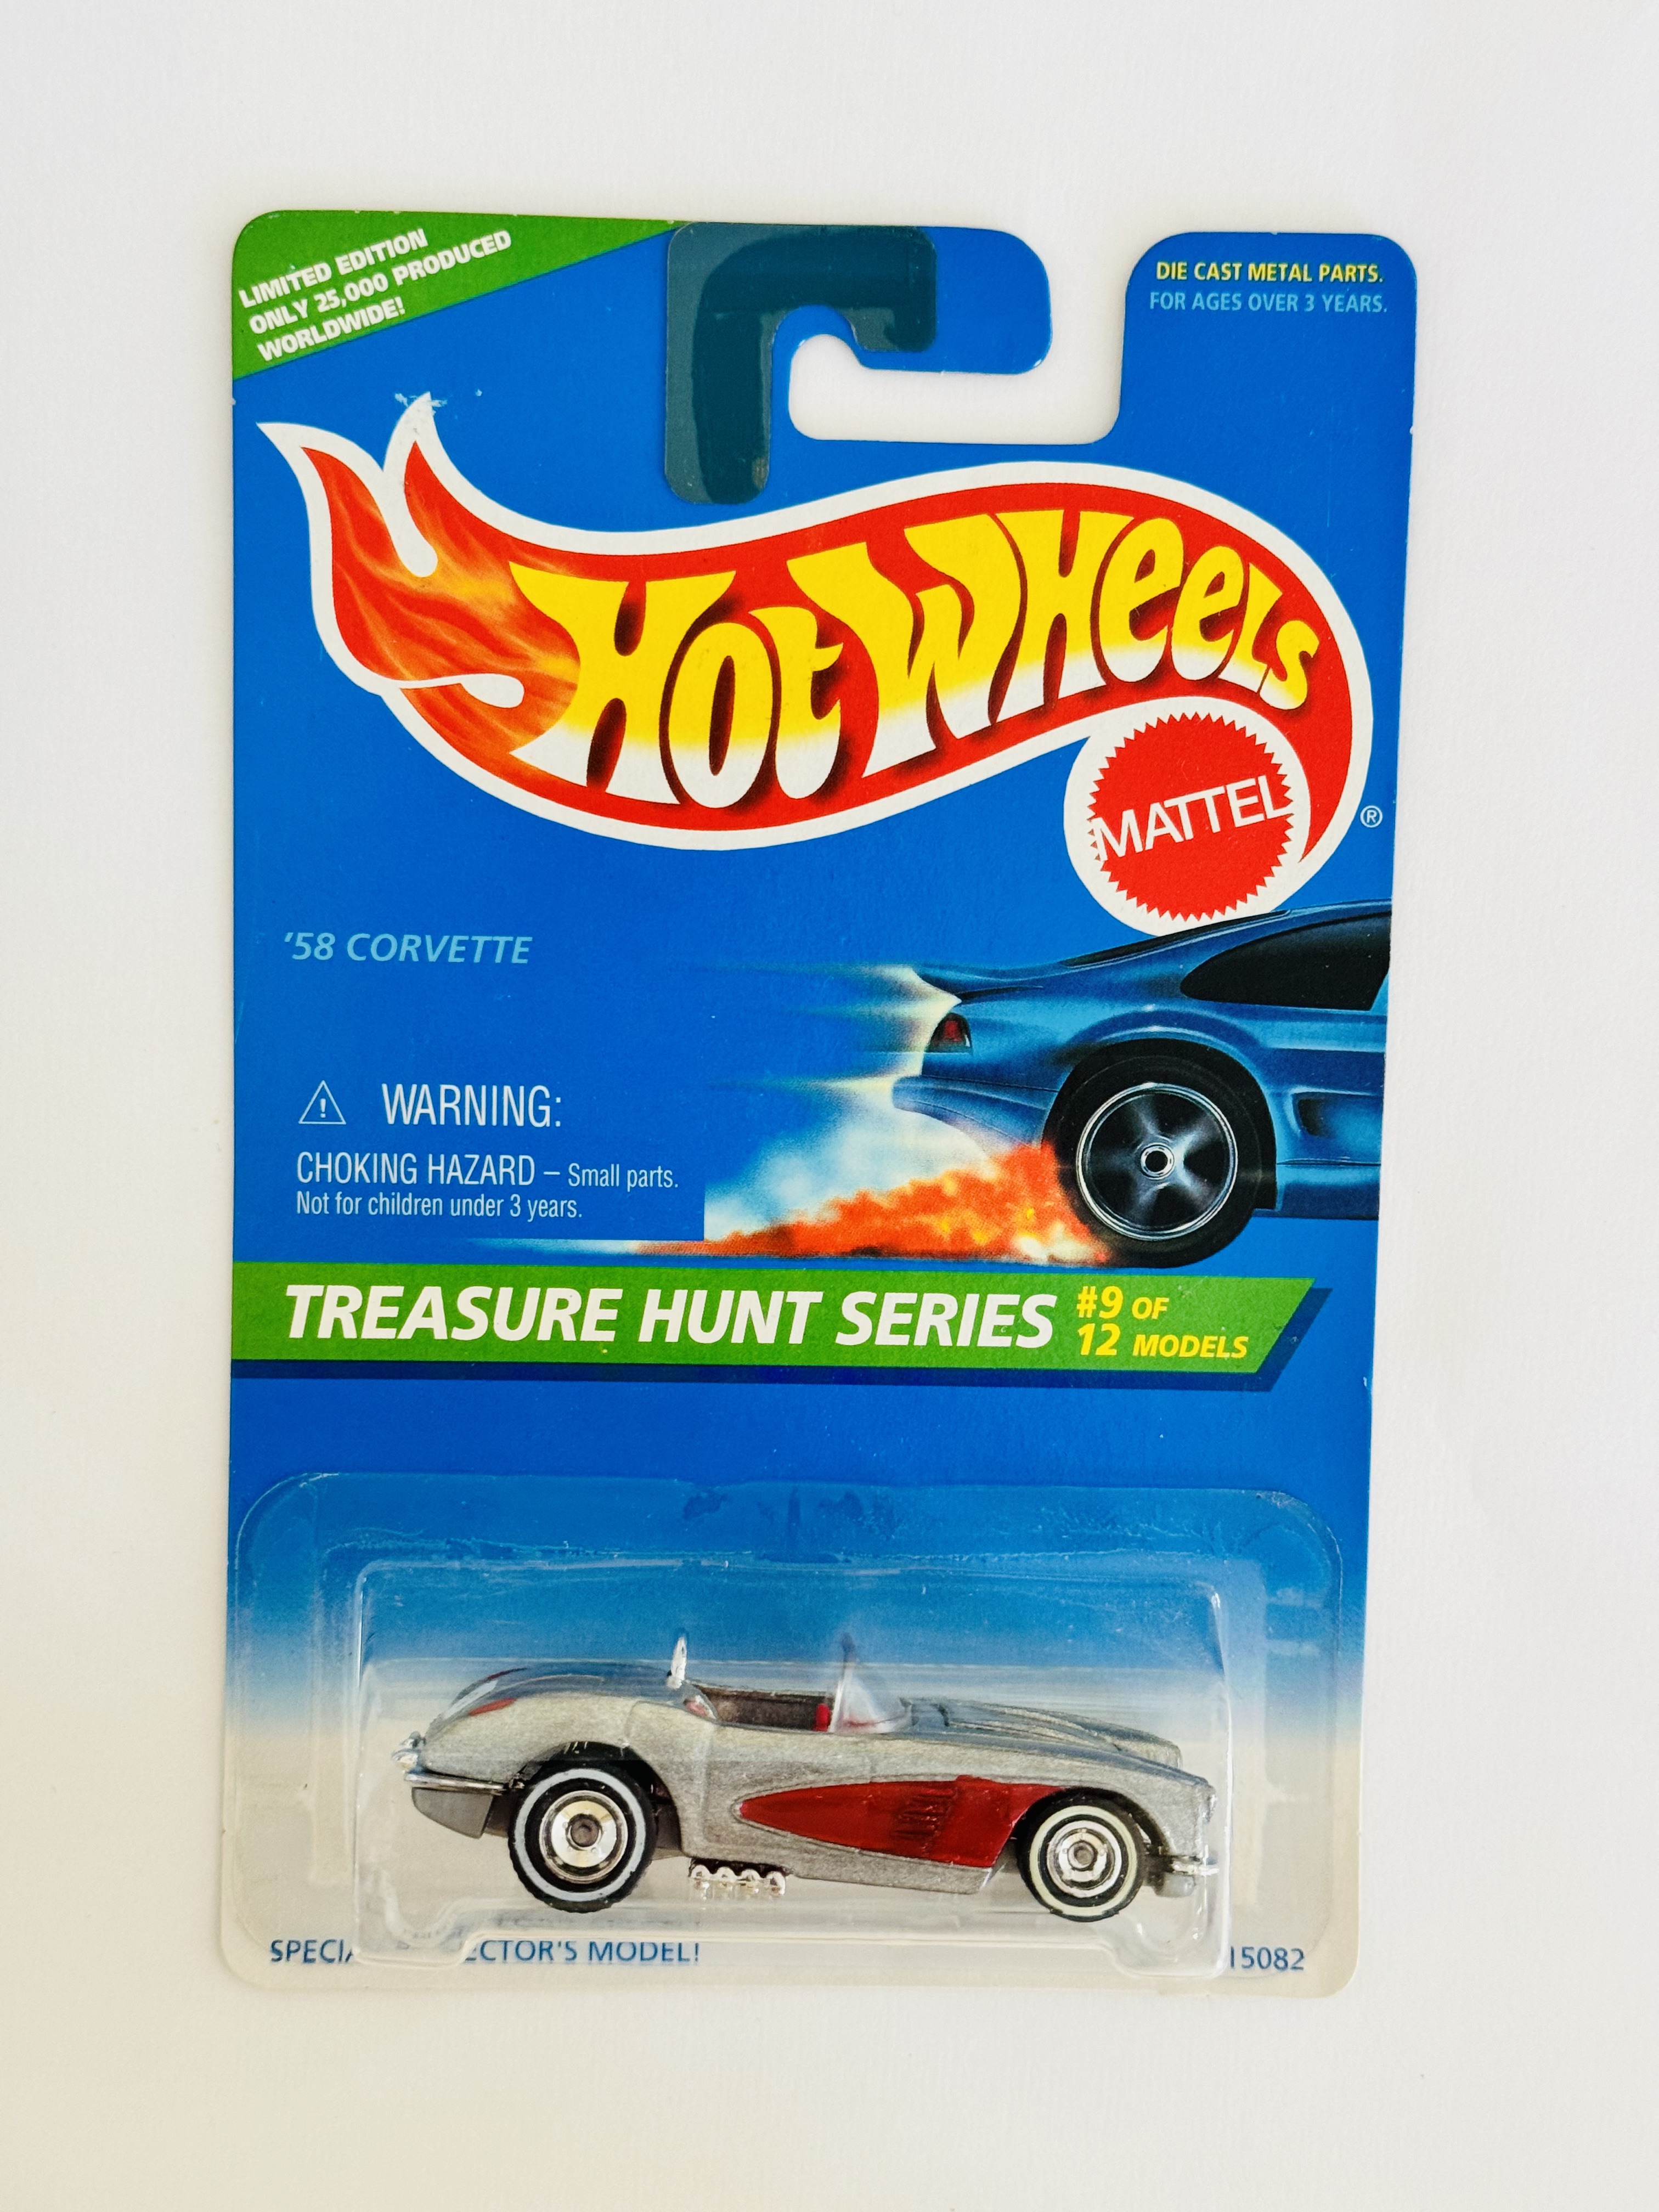 LIMITED EDITION
ONLY 25,000 PRODUCED
WORLDWIDE!
DIE CAST METAL PARTS.
FOR AGES OVER 3 YEARS.
HOT WHEELS
MATTEL
®
'58 CORVETTE
WARNING:
CHOKING HAZARD – Small parts.
Not for children under 3 years.
TREASURE HUNT SERIES #9 OF
12 MODELS
MODEL! 15082